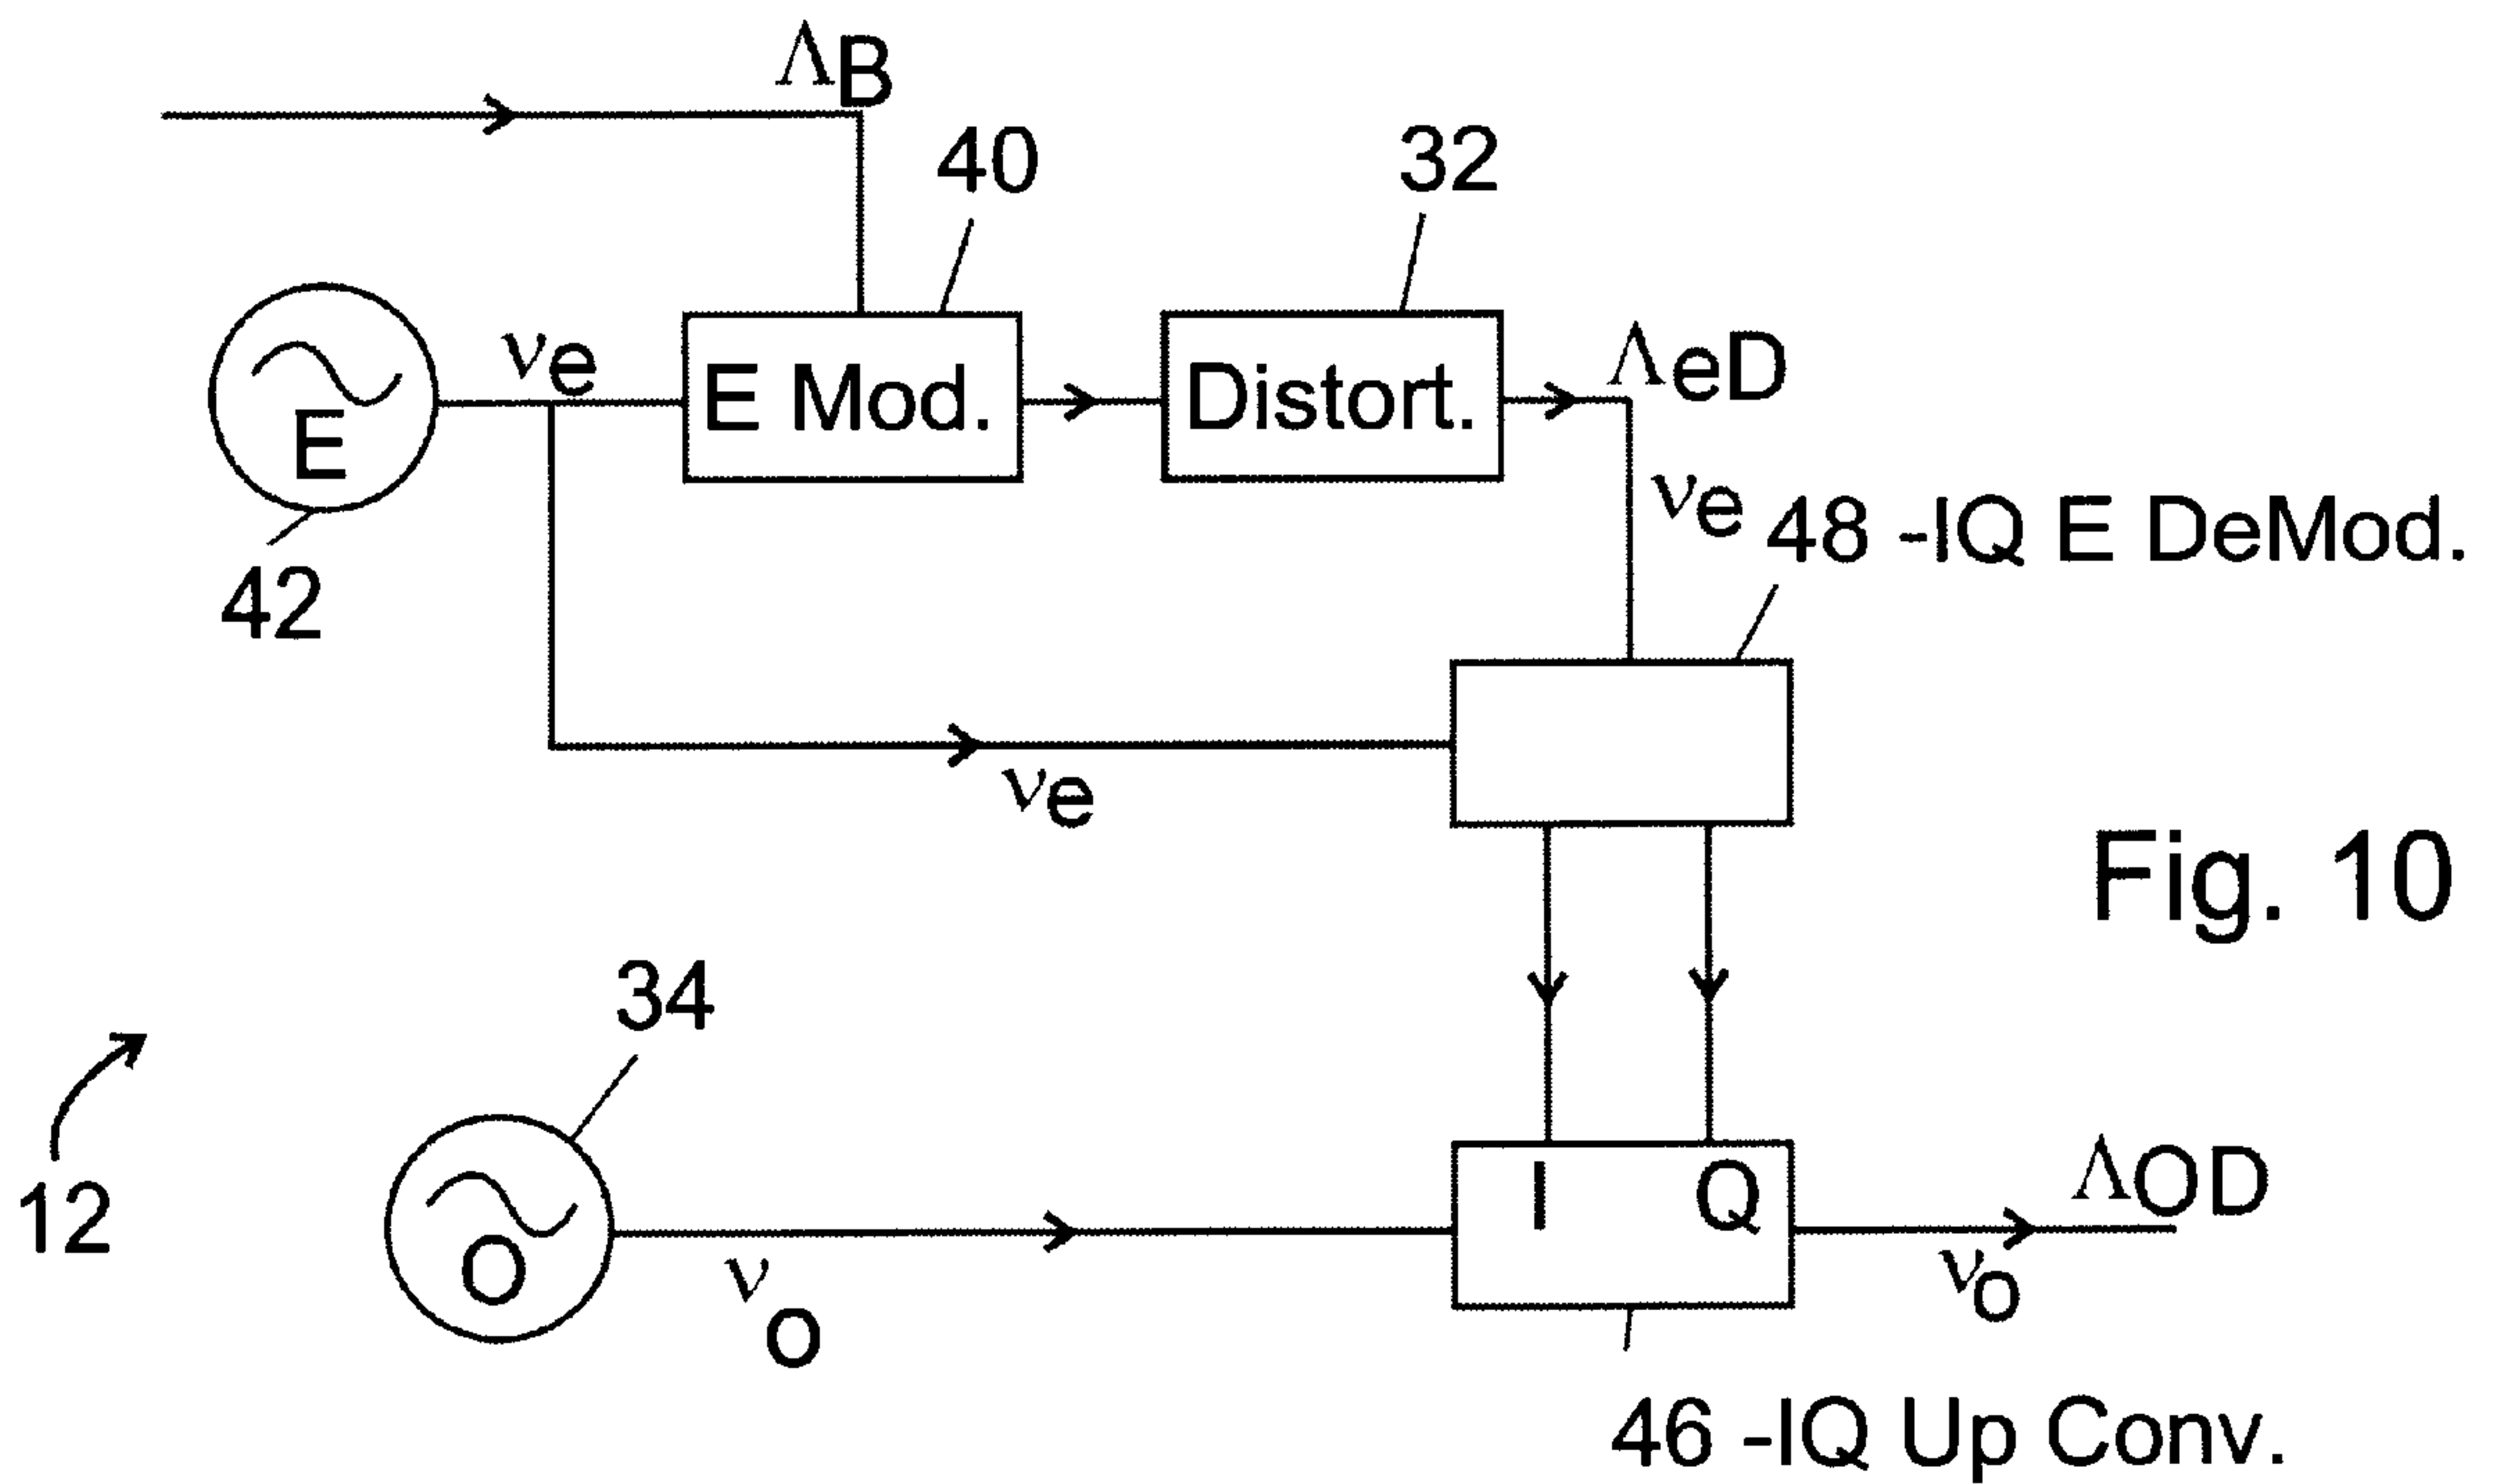 ΛB
40
32
νe
E Mod.
Distort.
ΛeD
E
42
νe
48 -IQ E DeMod.
νe
Fig. 10
34
12
O
νo
I Q
ΛOD
νo
46 -IQ Up Conv.